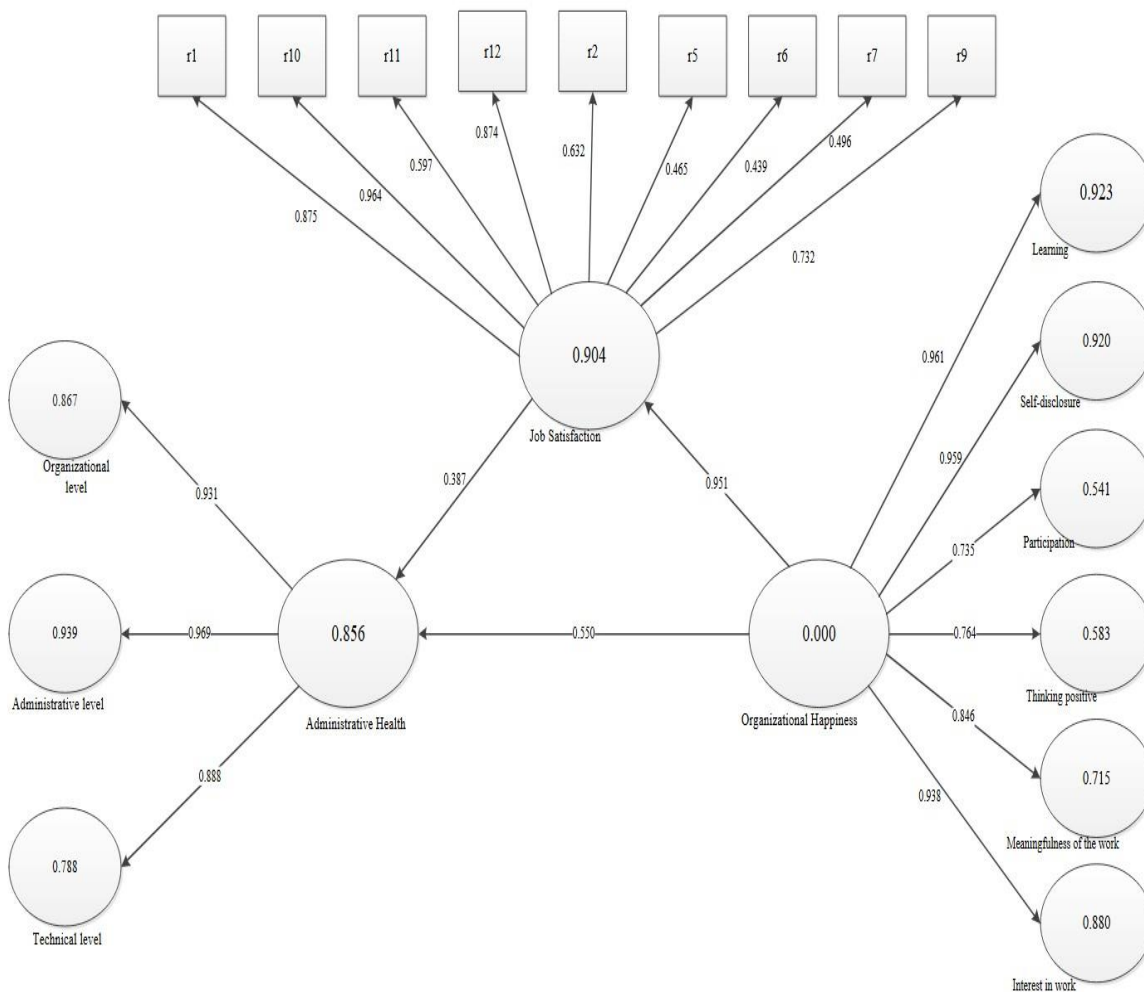 r1
r10
r11
r12
r2
r5
r6
r7
r9
0.875
0.964
0.597
0.874
0.632
0.465
0.439
0.496
0.732
0.904
Job Satisfaction
0.923
Learning
0.961
0.920
Self-disclosure
0.959
0.541
Participation
0.735
0.583
Thinking positive
0.764
0.715
Meaningfulness of the work
0.846
0.880
Interest in work
0.938
0.867
Organizational
level
0.931
0.387
0.951
0.939
Administrative level
0.969
0.856
Administrative Health
0.550
0.000
Organizational Happiness
0.888
0.788
Technical level